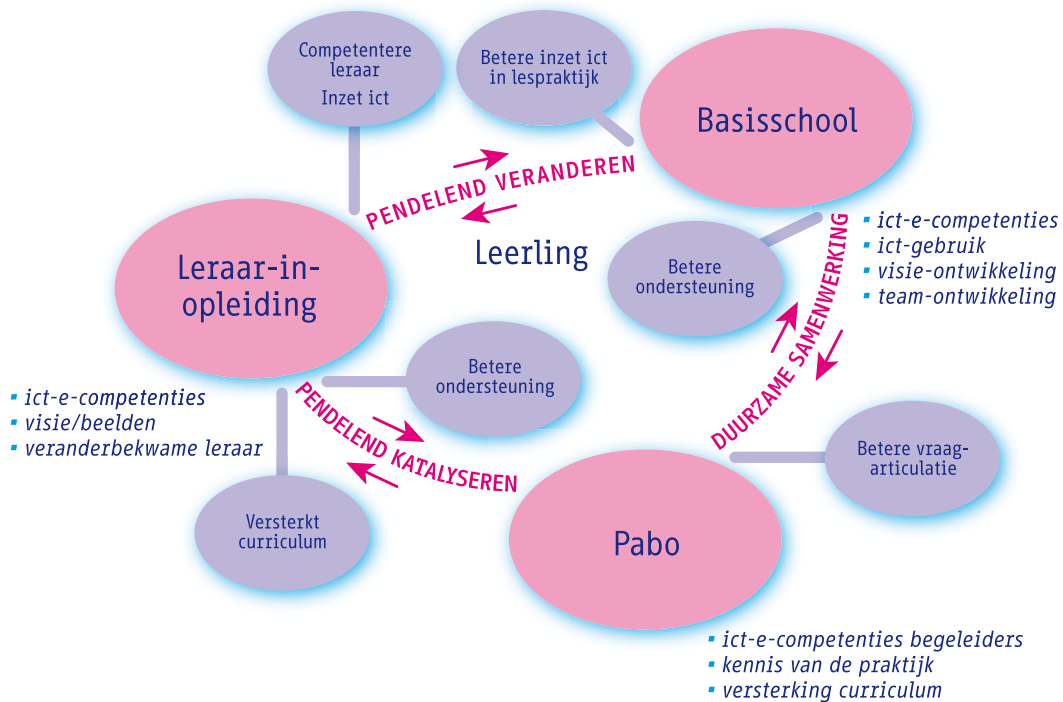 Competentere
leraar
Inzet ict
Betere inzet ict
in lespraktijk
Basisschool
PENDELEND VERANDEREN
Leerling
Leraar-in-
opleiding
Betere
ondersteuning
▪ ict-e-competenties
▪ ict-gebruik
▪ visie-ontwikkeling
▪ team-ontwikkeling
DUURZAME SAMENWERKING
Betere
ondersteuning
▪ ict-e-competenties
▪ visie/beelden
▪ veranderbekwame leraar
PENDELEND KATALYSEREN
Betere vraag-
articulatie
Versterkt
curriculum
Pabo
▪ ict-e-competenties begeleiders
▪ kennis van de praktijk
▪ versterking curriculum